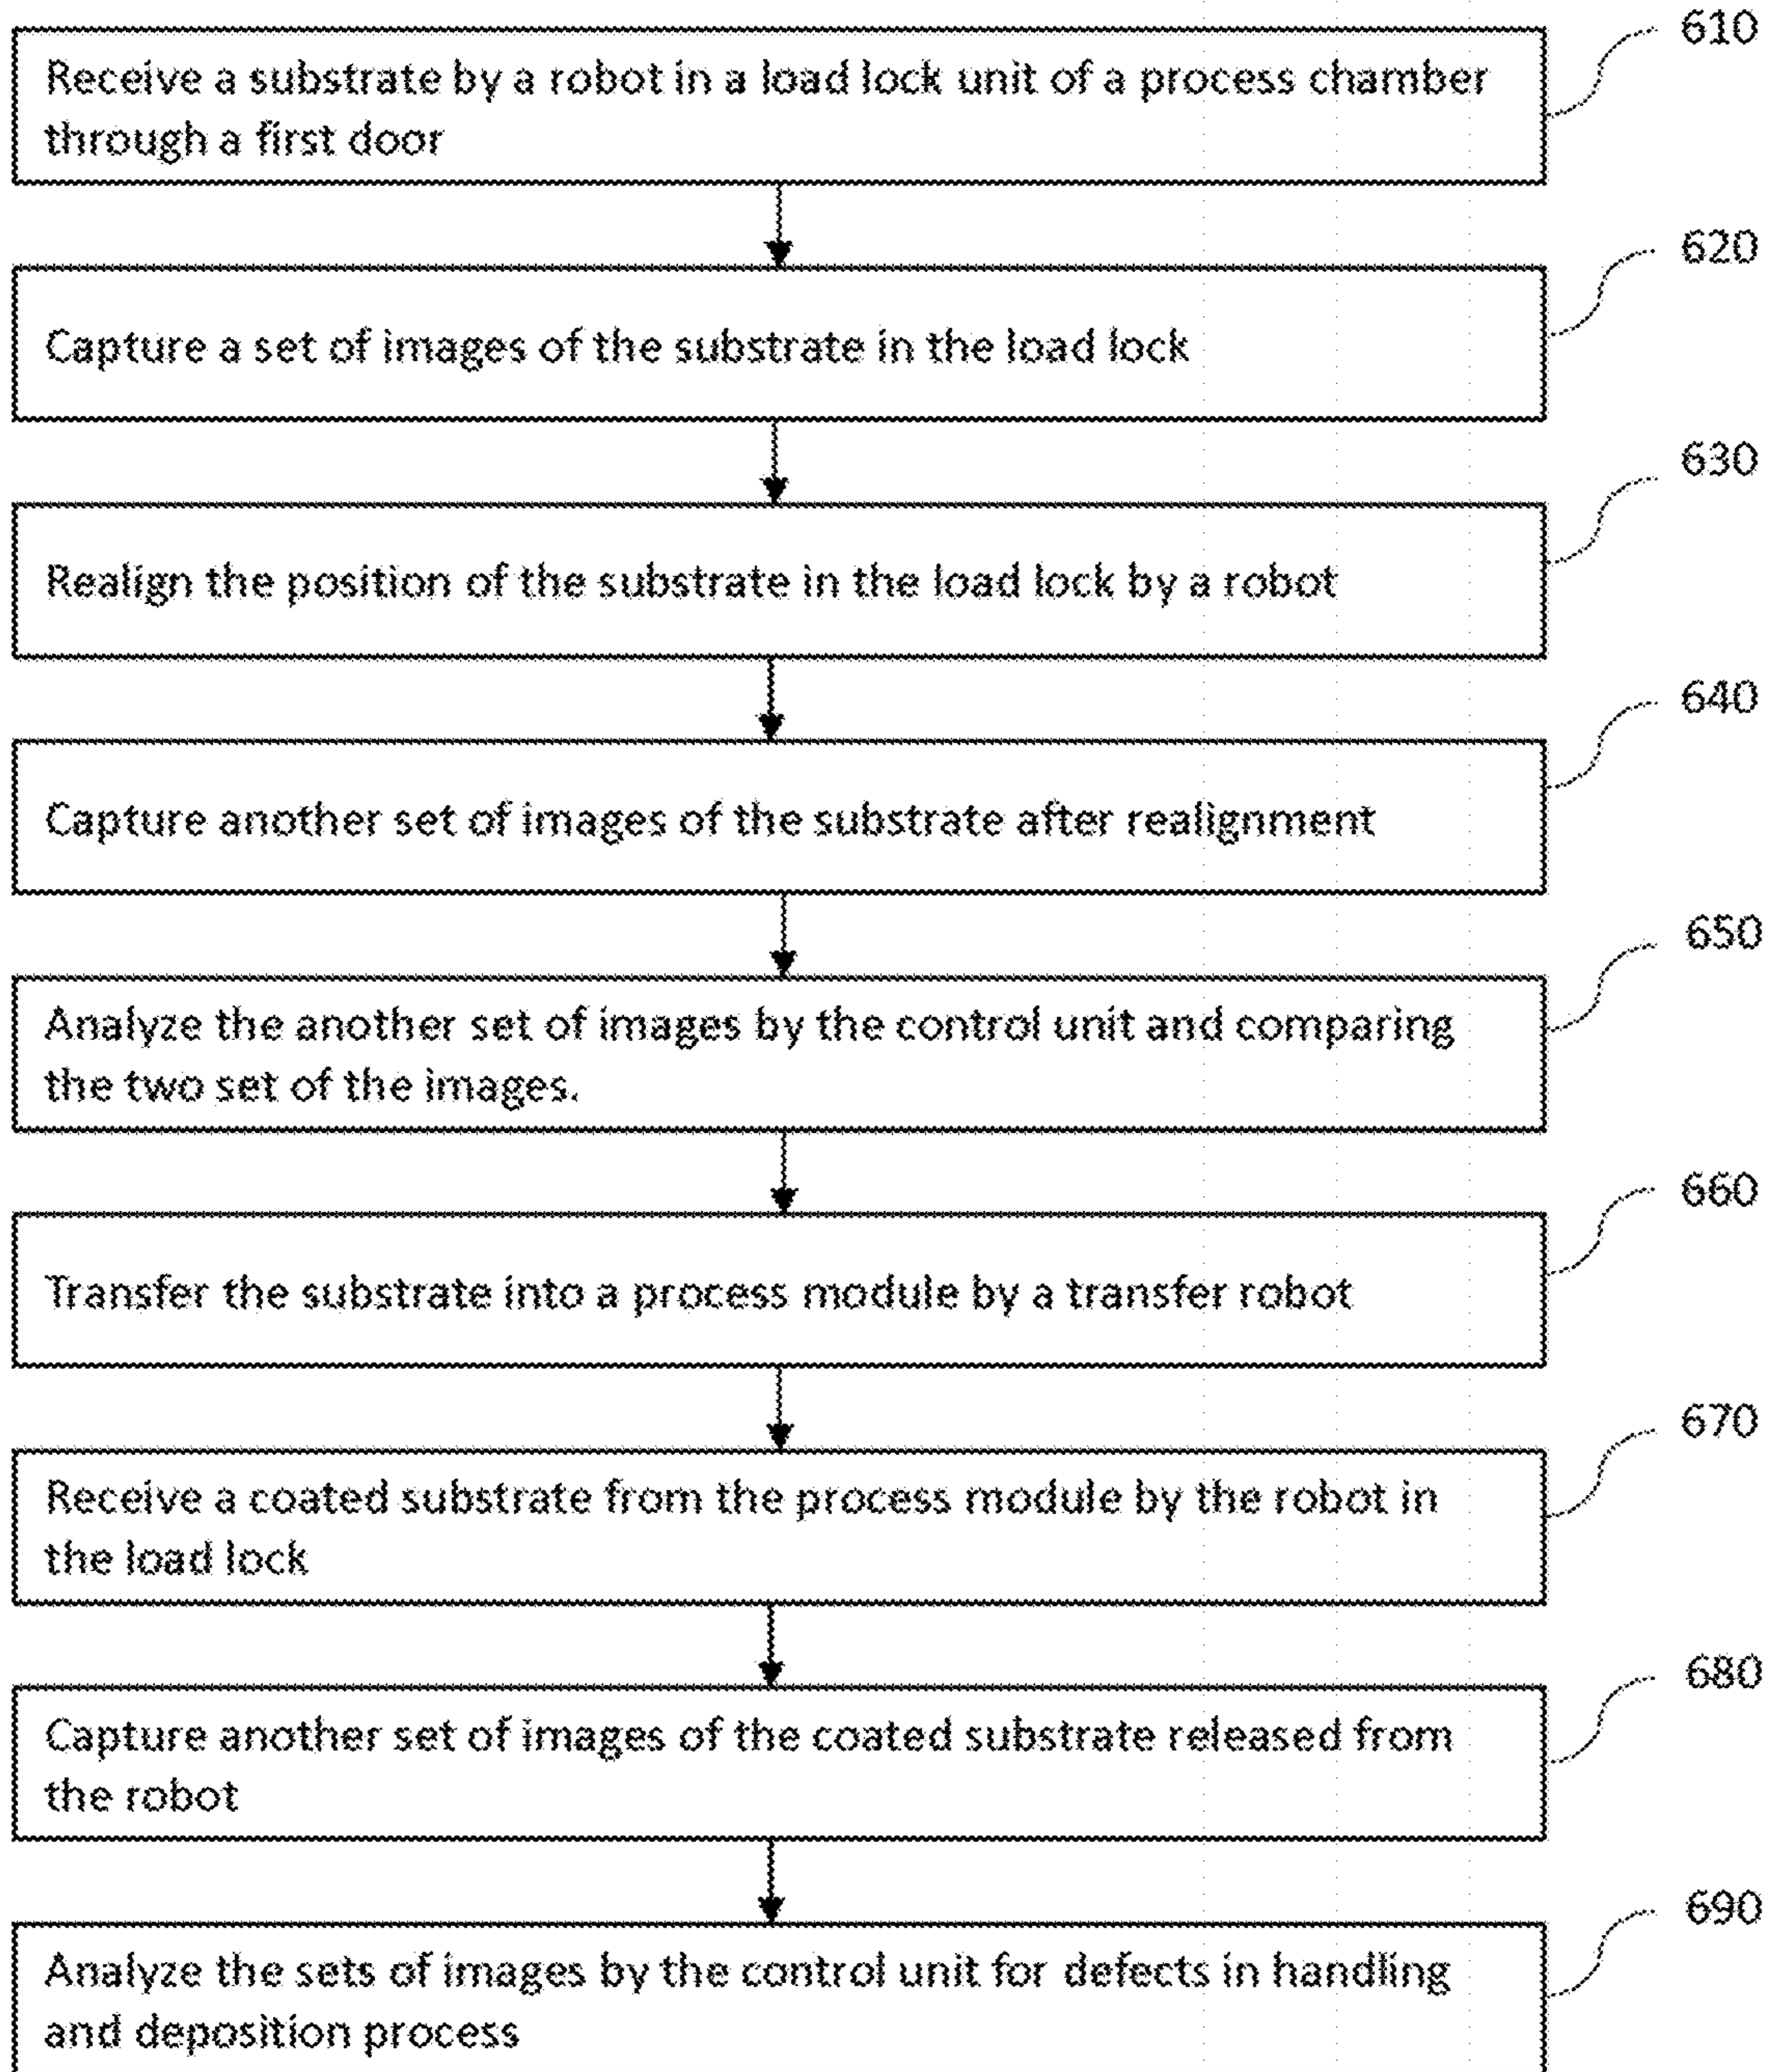 610
Receive a substrate by a robot in a load lock unit of a process chamber
through a first door
620
Capture a set of images of the substrate in the load lock
630
Realign the position of the substrate in the load lock by a robot
640
Capture another set of images of the substrate after realignment
650
Analyze the another set of images by the control unit and comparing
the two set of the images.
660
Transfer the substrate into a process module by a transfer robot
670
Receive a coated substrate from the process module by the robot in
the load lock
680
Capture another set of images of the coated substrate released from
the robot
690
Analyze the sets of images by the control unit for defects in handling
and deposition process